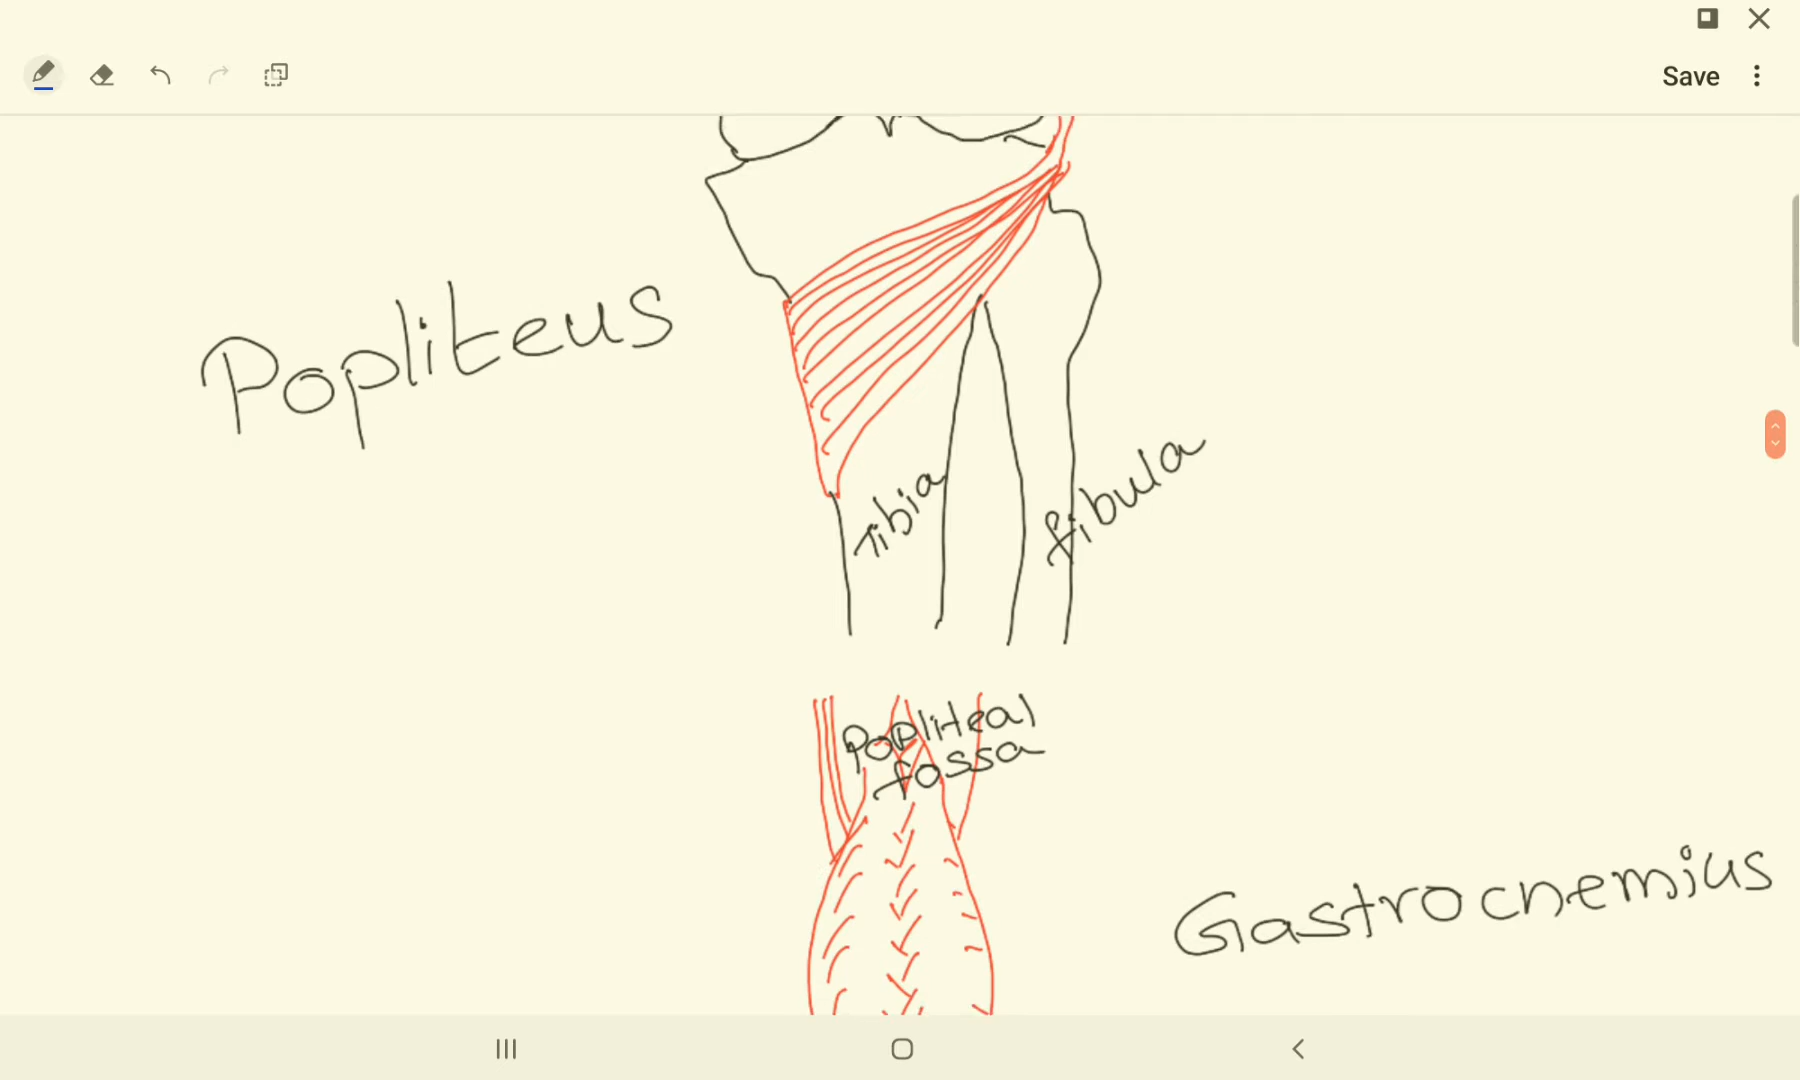 Save
Popliteus
Tibia
fibula
Popliteal
fossa
Gastrocnemius